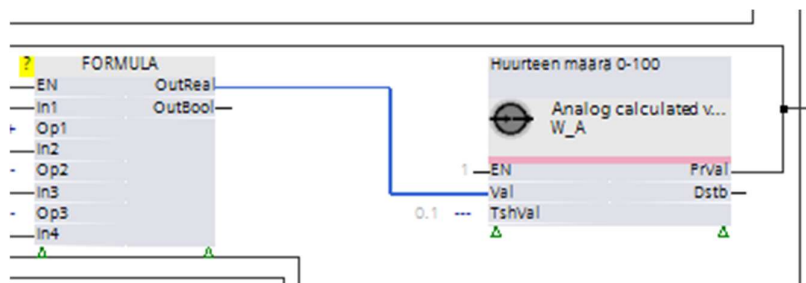 ?
FORMULA
EN
OutReal
In1
OutBool
+
Op1
In2
-
Op2
In3
-
Op3
In4
Huurteen määrä 0-100
Analog calculated v...
W_A
1
EN
PrVal
Val
Dstb
0.1
---
TshVal